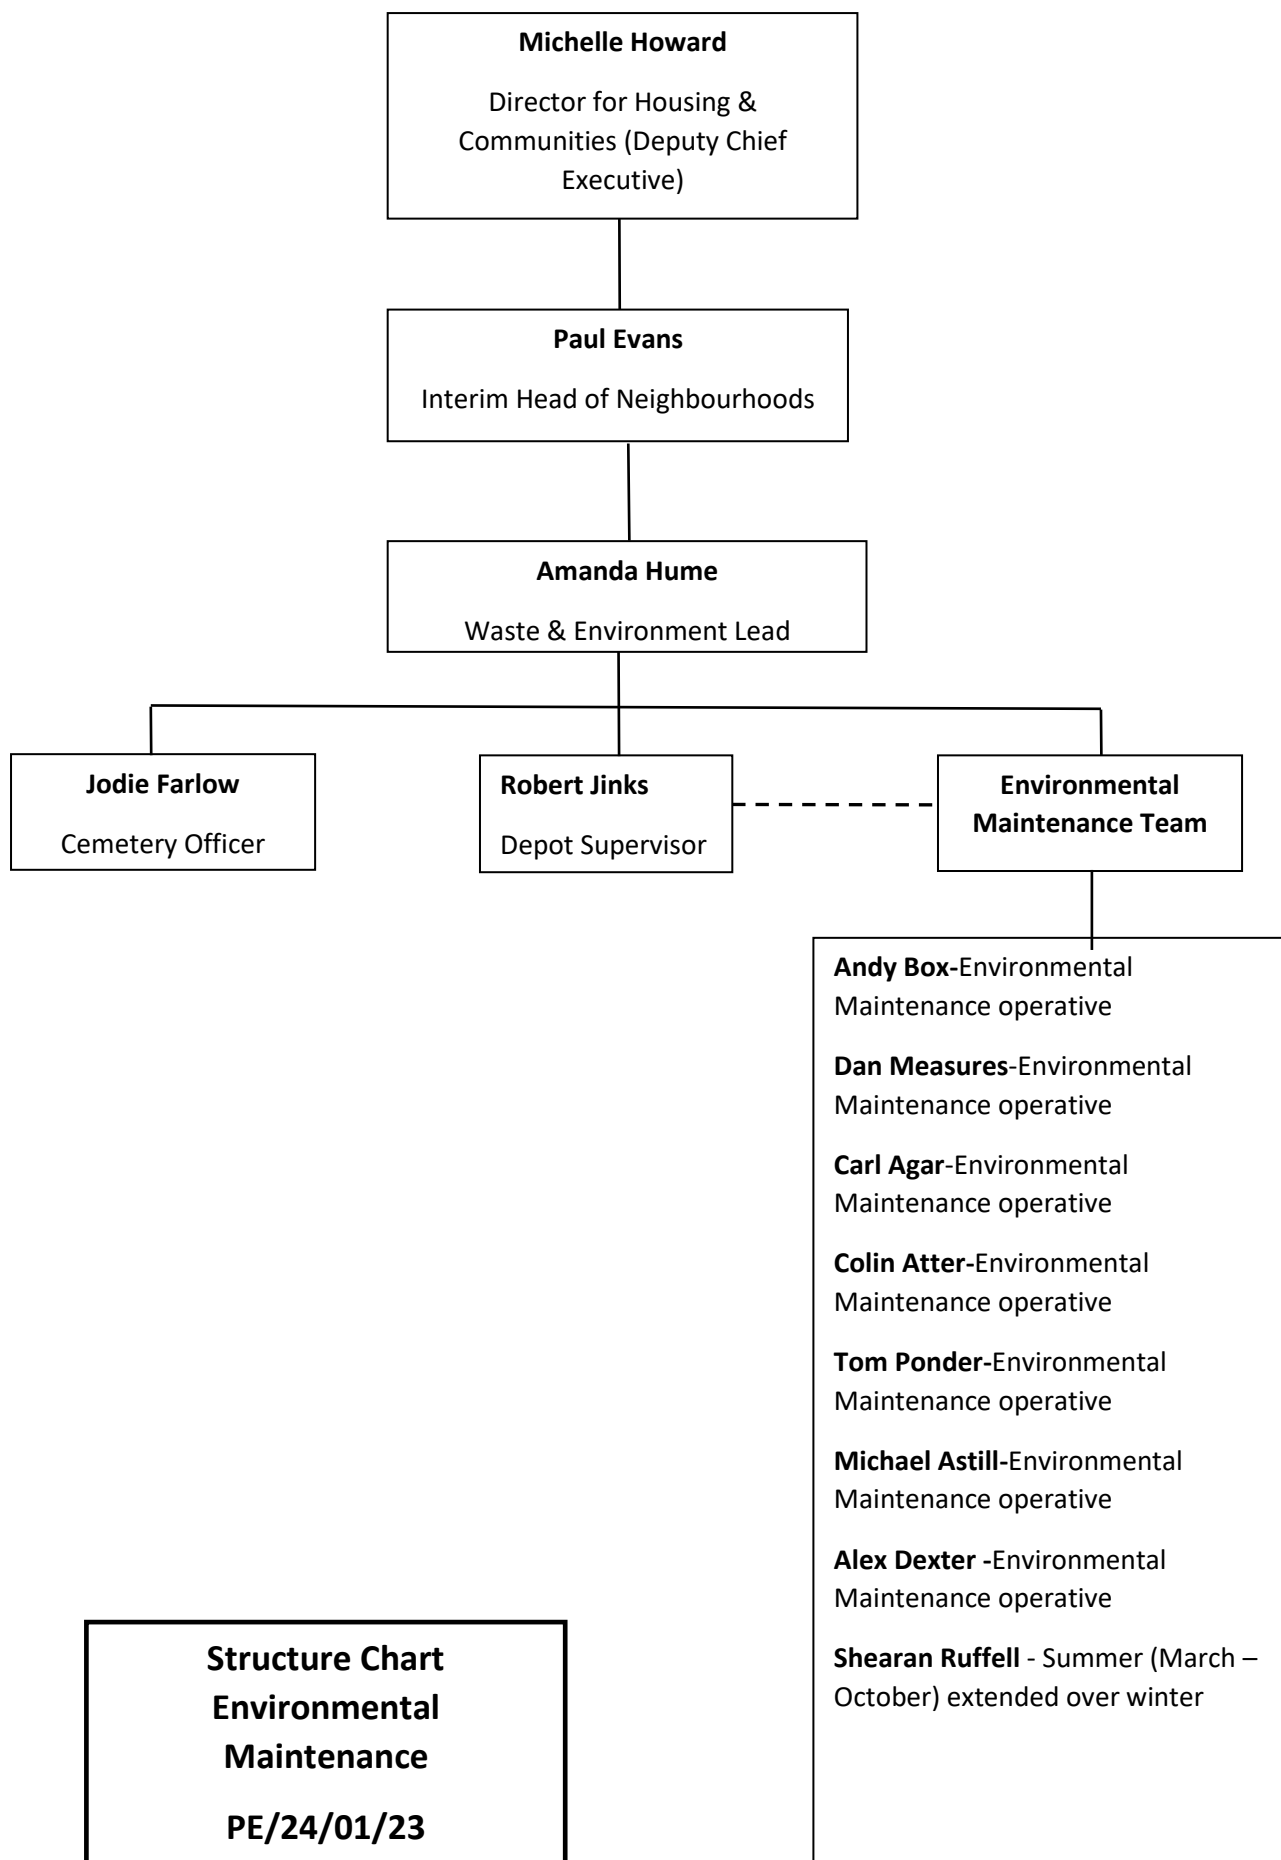 Michelle Howard
Director for Housing &
Communities (Deputy Chief
Executive)
Paul Evans
Interim Head of Neighbourhoods
Amanda Hume
Waste & Environment Lead
Jodie Farlow
Cemetery Officer
Robert Jinks
Depot Supervisor
Environmental
Maintenance Team
Andy Box-Environmental
Maintenance operative
Dan Measures-Environmental
Maintenance operative
Carl Agar-Environmental
Maintenance operative
Colin Atter-Environmental
Maintenance operative
Tom Ponder-Environmental
Maintenance operative
Michael Astill-Environmental
Maintenance operative
Alex Dexter -Environmental
Maintenance operative
Shearan Ruffell - Summer (March –
October) extended over winter
Structure Chart
Environmental
Maintenance
PE/24/01/23